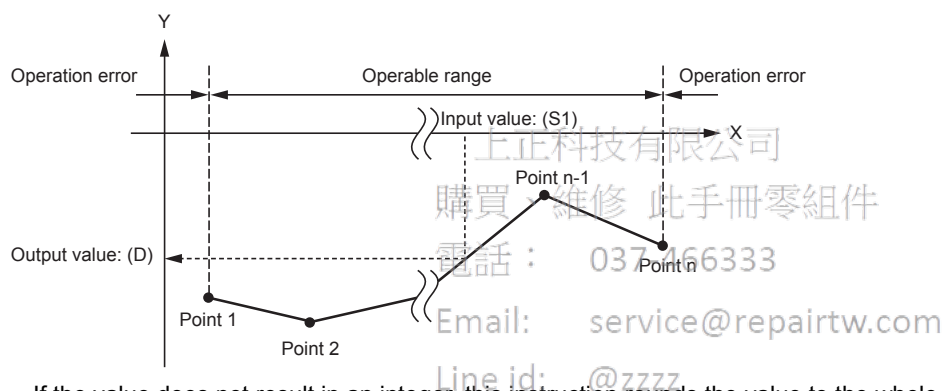 Y
Operation error
Operable range
Operation error
Input value: (S1)
X
上正科技有限公司
Point n-1
購買、維修 此手冊零組件
Output value: (D)
電話： 037-466333
Point n
Point 1
Email: service@repairtw.com
Point 2
Line id: @zzzz
If the value does not result in an integer, this instruction rounds the value to the whole